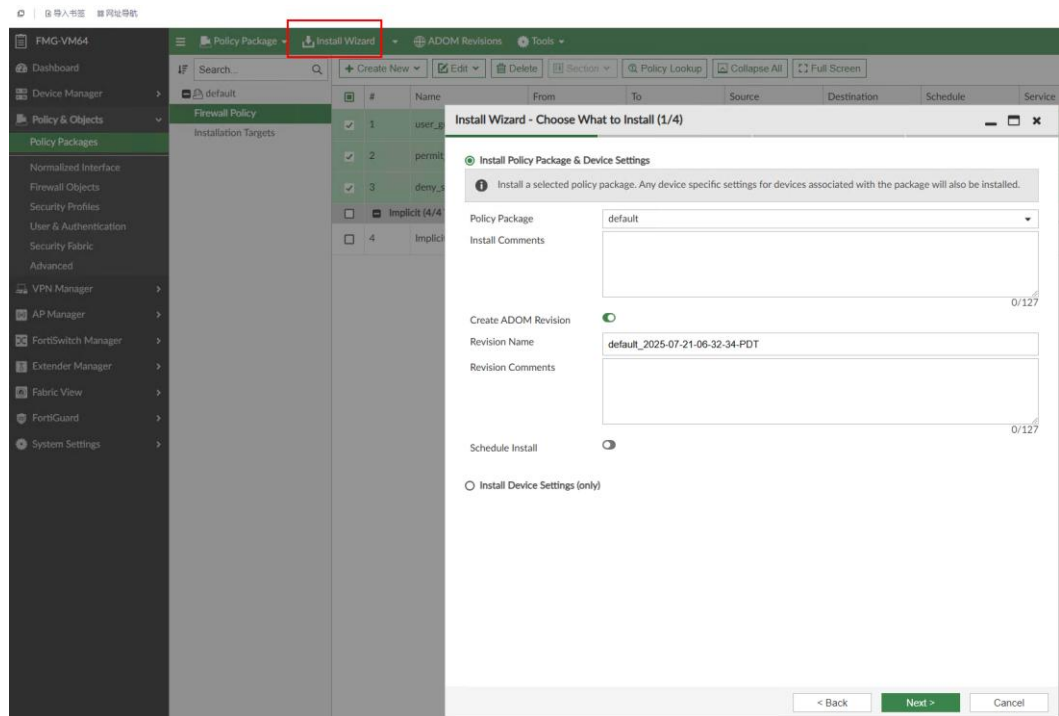 导入书签 网址导航
FMG-VM64
Policy Package Install Wizard ADOM Revisions Tools
Dashboard
Device Manager
Policy & Objects
Policy Packages
Normalized Interface
Firewall Objects
Security Profiles
User & Authentication
Security Fabric
Advanced
VPN Manager
AP Manager
FortiSwitch Manager
Extender Manager
Fabric View
FortiGuard
System Settings
Search...
default
Firewall Policy
Installation Targets
+ Create New Edit Delete Section Policy Lookup Collapse All Full Screen
# Name From To Source Destination Schedule Service
1 user_g
2 permit
3 deny_s
Implicit (4/4
4 Implici
Install Wizard - Choose What to Install (1/4)
Install Policy Package & Device Settings
Install a selected policy package. Any device specific settings for devices associated with the package will also be installed.
Policy Package default
Install Comments
0/127
Create ADOM Revision
Revision Name default_2025-07-21-06-32-34-PDT
Revision Comments
0/127
Schedule Install
Install Device Settings (only)
< Back Next > Cancel